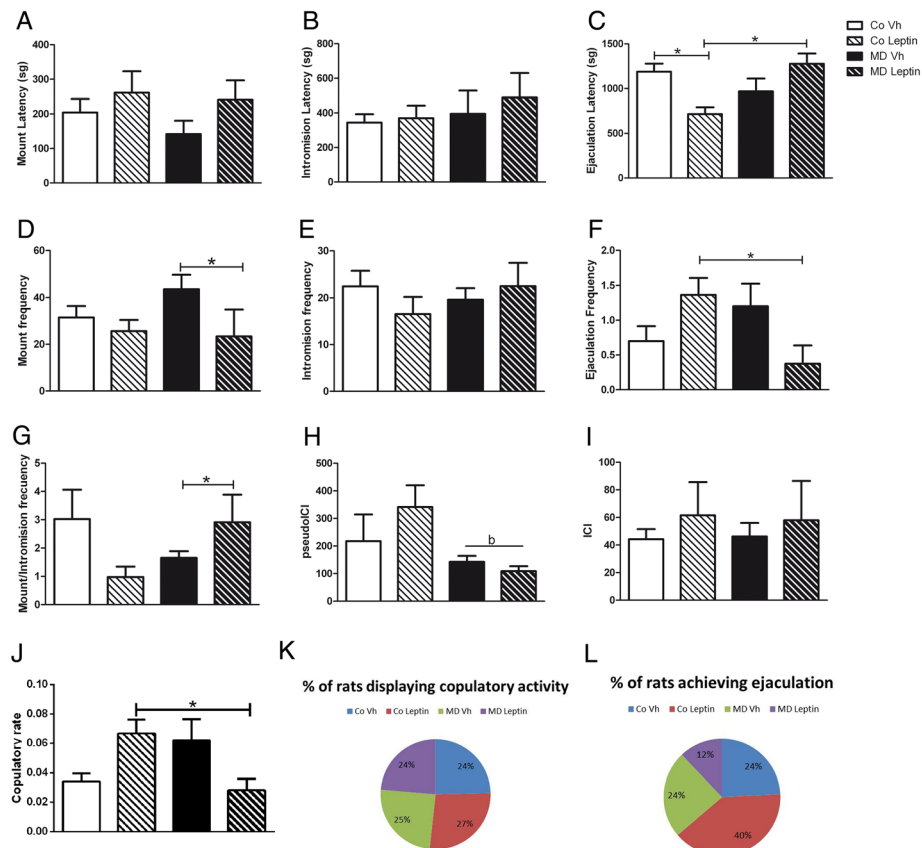 A
Mount Latency (sg)
400
300
200
100
0
B
Intromision Latency (sg)
800
600
400
200
0
C
Ejaculation Latency (sg)
1500
1000
500
0
*
*
Co Vh
Co Leptin
MD Vh
MD Leptin
D
Mount frequency
60
40
20
0
*
E
Intromision frequency
30
20
10
0
F
Ejaculation Frequency
2.0
1.5
1.0
0.5
0.0
*
G
Mount/Intromision frecuency
5
4
3
2
1
0
*
H
pseudoICI
500
400
300
200
100
0
b
I
ICI
100
80
60
40
20
0
J
Copulatory rate
0.10
0.08
0.06
0.04
0.02
0.00
*
K
% of rats displaying copulatory activity
Co Vh Co Leptin MD Vh MD Leptin
24% 24%
25% 27%
L
% of rats achieving ejaculation
Co Vh Co Leptin MD Vh MD Leptin
12% 24%
24%
40%